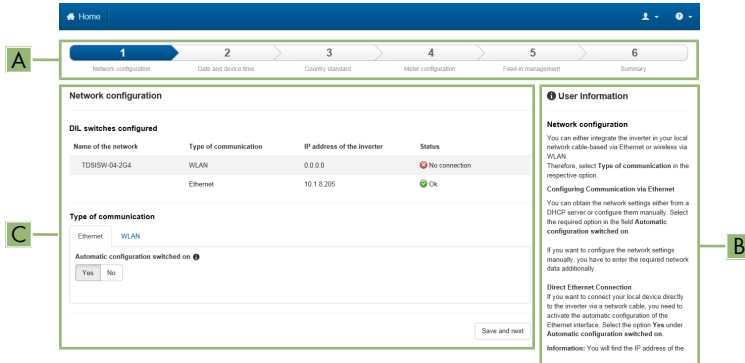 Home
A
1 2 3 4 5 6
Network configuration Date and device time Country standard Meter configuration Feed-in management Summary
Network configuration
DIL switches configured
Name of the network Type of communication IP address of the inverter Status
TDSISW-04-2G4 WLAN 0.0.0.0 No connection
Ethernet 10.1.8.205 Ok
Type of communication
C
Ethernet WLAN
Automatic configuration switched on
Yes No
Save and next
User Information
Network configuration
You can either integrate the inverter in your local
network cable-based via Ethernet or wireless via
WLAN.
Therefore, select Type of communication in the
respective option.
Configuring Communication via Ethernet
You can obtain the network settings either from a
DHCP server or configure them manually. Select
the required option in the field Automatic
configuration switched on.
B
If you want to configure the network settings
manually, you have to enter the required network
data additionally.
Direct Ethernet Connection
If you want to connect your local device directly
to the inverter via a network cable, you need to
activate the automatic configuration of the
Ethernet interface. Select the option Yes under
Automatic configuration switched on.
Information: You will find the IP address of the